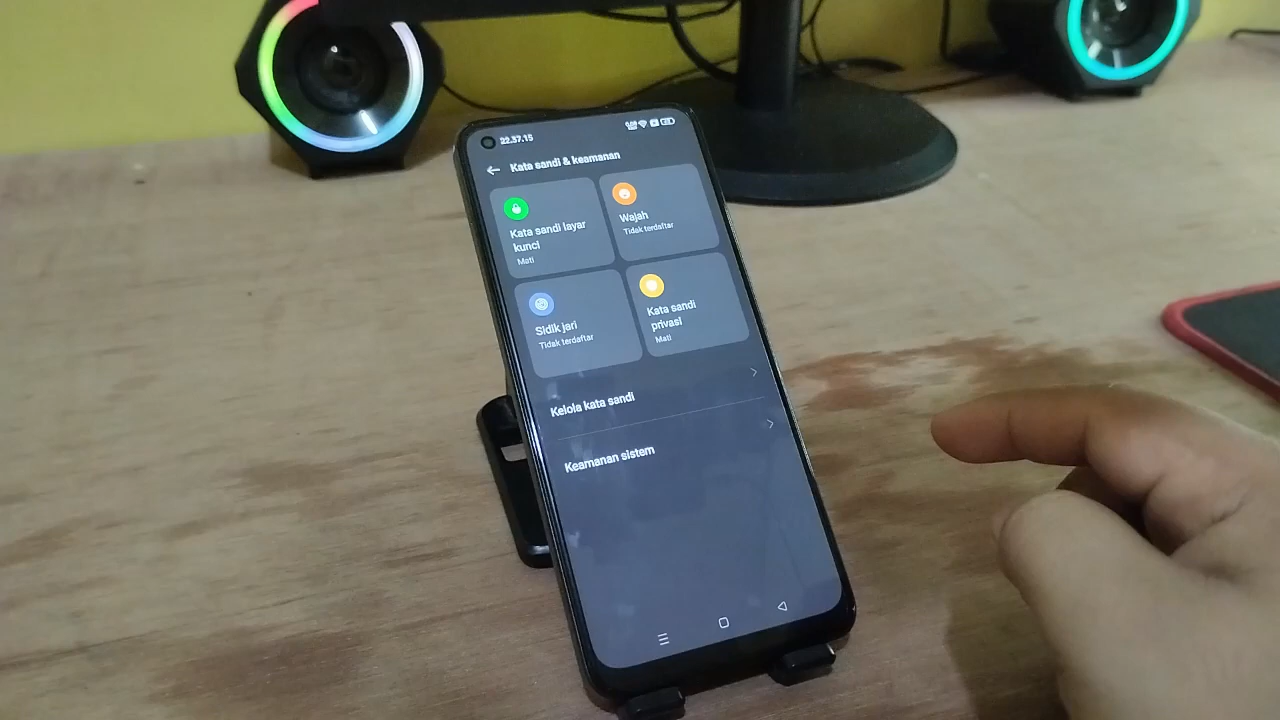 22.37.15
Kata sandi & keamanan
Kata sandi layar
kunci
Mati
Wajah
Tidak terdaftar
Sidik jari
Tidak terdaftar
Kata sandi
privasi
Mati
Kelola kata sandi
Keamanan sistem